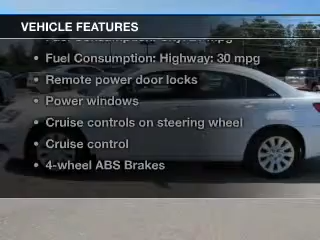 VEHICLE FEATURES
• Fuel Consumption: Highway: 30 mpg
• Remote power door locks
• Power windows
• Cruise controls on steering wheel
• Cruise control
• 4-wheel ABS Brakes